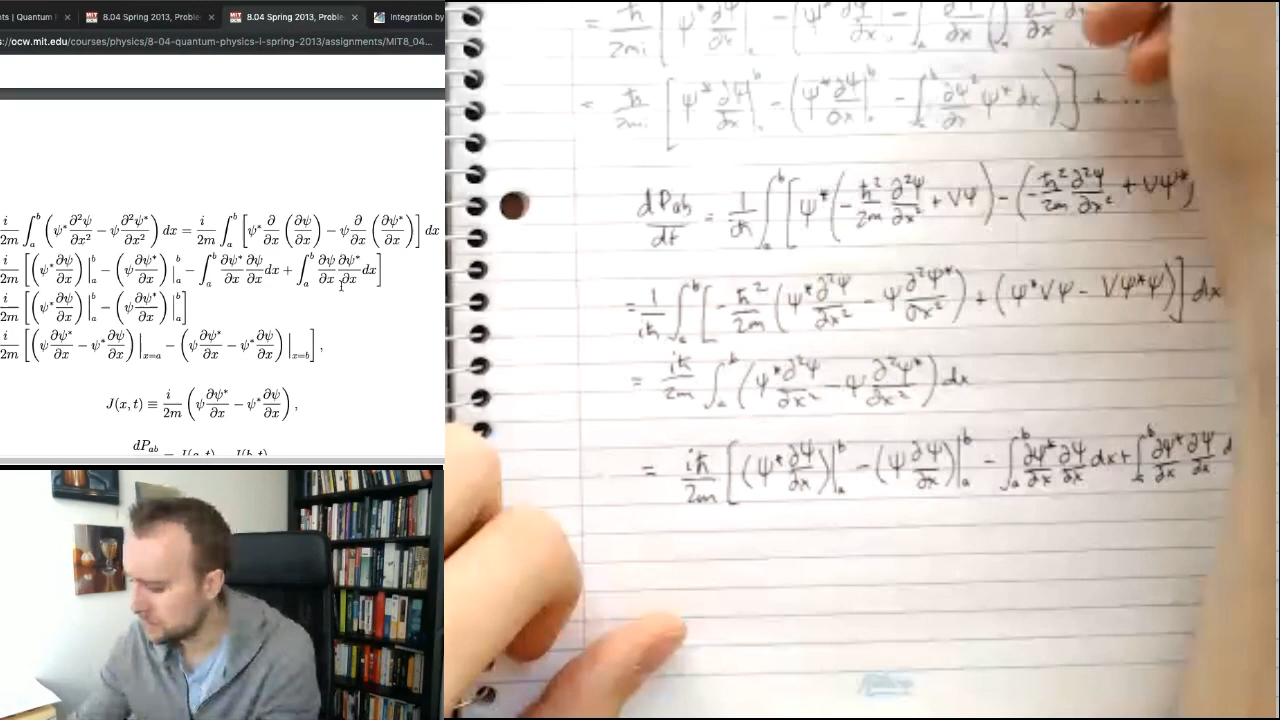 ts | Quantum
8.04 Spring 2013, Proble
8.04 Spring 2013, Proble
Integration by
s://ocw.mit.edu/courses/physics/8-04-quantum-physics-i-spring-2013/assignments/MIT8_04...
i/2m ∫_a^b (ψ* ∂²ψ/∂x² − ψ ∂²ψ*/∂x²) dx = i/2m ∫_a^b [ψ* ∂/∂x (∂ψ/∂x) − ψ ∂/∂x (∂ψ*/∂x)] dx
i/2m [(ψ* ∂ψ/∂x)|_a^b − (ψ ∂ψ*/∂x)|_a^b − ∫_a^b ∂ψ*/∂x ∂ψ/∂x dx + ∫_a^b ∂ψ/∂x ∂ψ*/∂x dx]
i/2m [(ψ* ∂ψ/∂x)|_a^b − (ψ ∂ψ*/∂x)|_a^b]
i/2m [(ψ ∂ψ*/∂x − ψ* ∂ψ/∂x)|_{x=a} − (ψ ∂ψ*/∂x − ψ* ∂ψ/∂x)|_{x=b}],
J(x, t) ≡ i/2m (ψ ∂ψ*/∂x − ψ* ∂ψ/∂x),
dP_ab
= ħ/2mi [ψ* ∂ψ/∂x |_a^b − (ψ* ∂ψ/∂x |_a^b − ∫_a^b ∂ψ²/∂x ψ* dx)] + ...
dP_ab/dt = 1/iħ ∫_a^b [ψ* (−ħ²/2m ∂²ψ/∂x² + Vψ) − (−ħ²/2m ∂²ψ/∂x² + Vψ*)
= 1/iħ ∫_a^b [−ħ²/2m (ψ* ∂²ψ/∂x² − ψ ∂²ψ*/∂x²) + (ψ*Vψ − Vψ*ψ)] dx
= iħ/2m ∫_a^b (ψ* ∂²ψ/∂x² − ψ ∂²ψ*/∂x²) dx
= iħ/2m [(ψ* ∂ψ/∂x)|_a^b − (ψ ∂ψ/∂x)|_a^b − ∫_a^b ∂ψ*/∂x ∂ψ/∂x dx + ∫_a^b ∂ψ*/∂x ∂ψ/∂x d